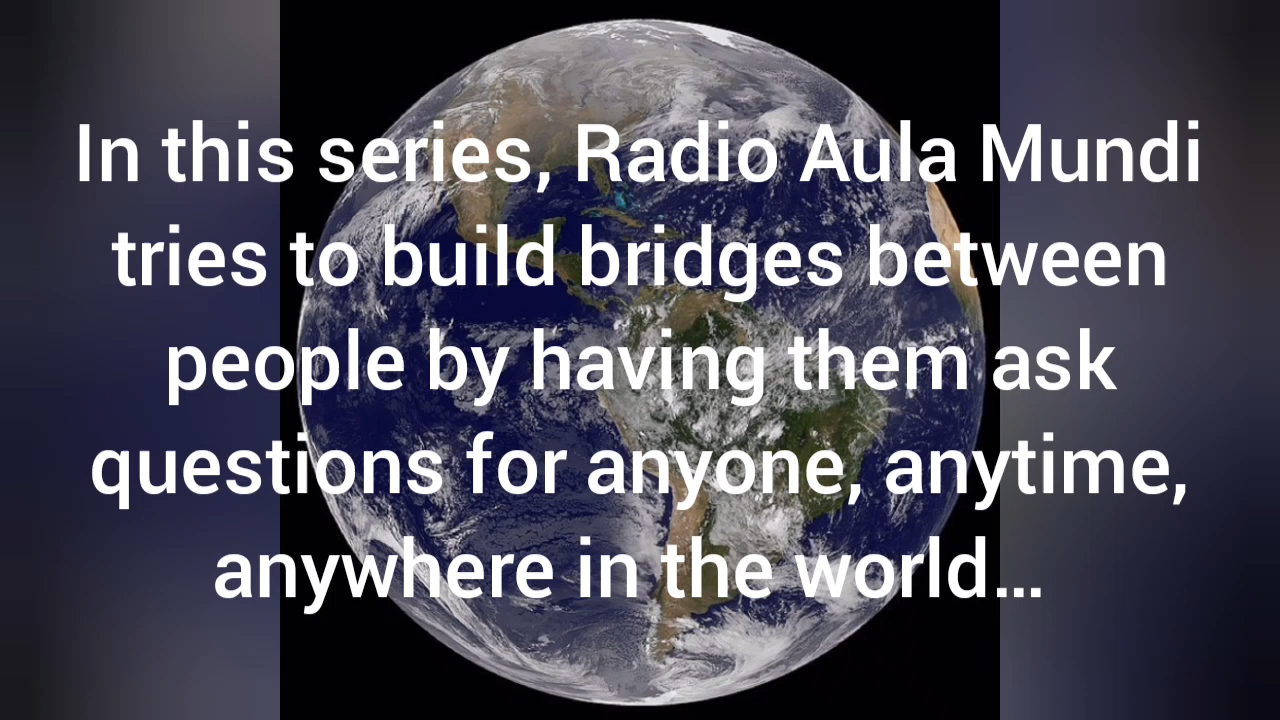 In this series, Radio Aula Mundi
tries to build bridges between
people by having them ask
questions for anyone, anytime,
anywhere in the world...